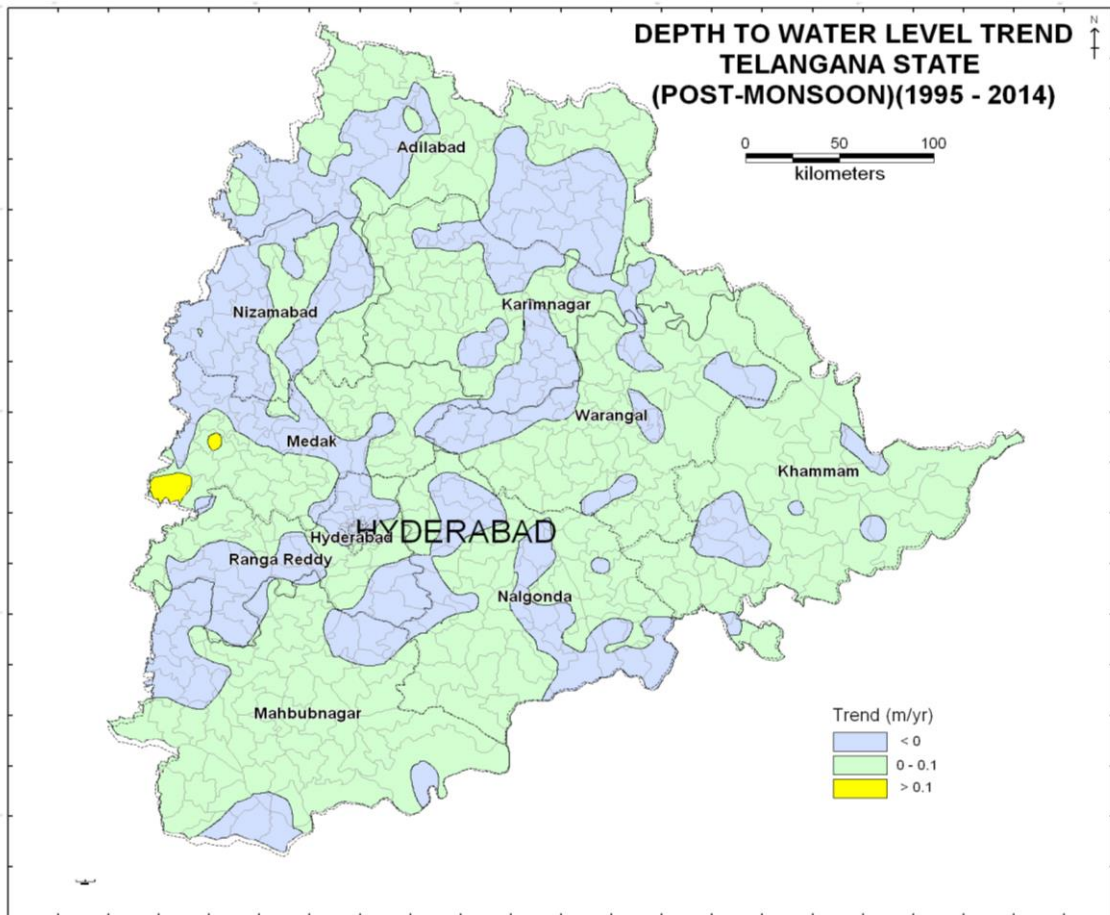 DEPTH TO WATER LEVEL TREND
TELANGANA STATE
(POST-MONSOON)(1995 - 2014)
N
0 50 100
kilometers
Adilabad
Nizamabad
Karimnagar
Warangal
Medak
Khammam
HYDERABAD
Hyderabad
Ranga Reddy
Nalgonda
Mahbubnagar
Trend (m/yr)
< 0
0 - 0.1
> 0.1